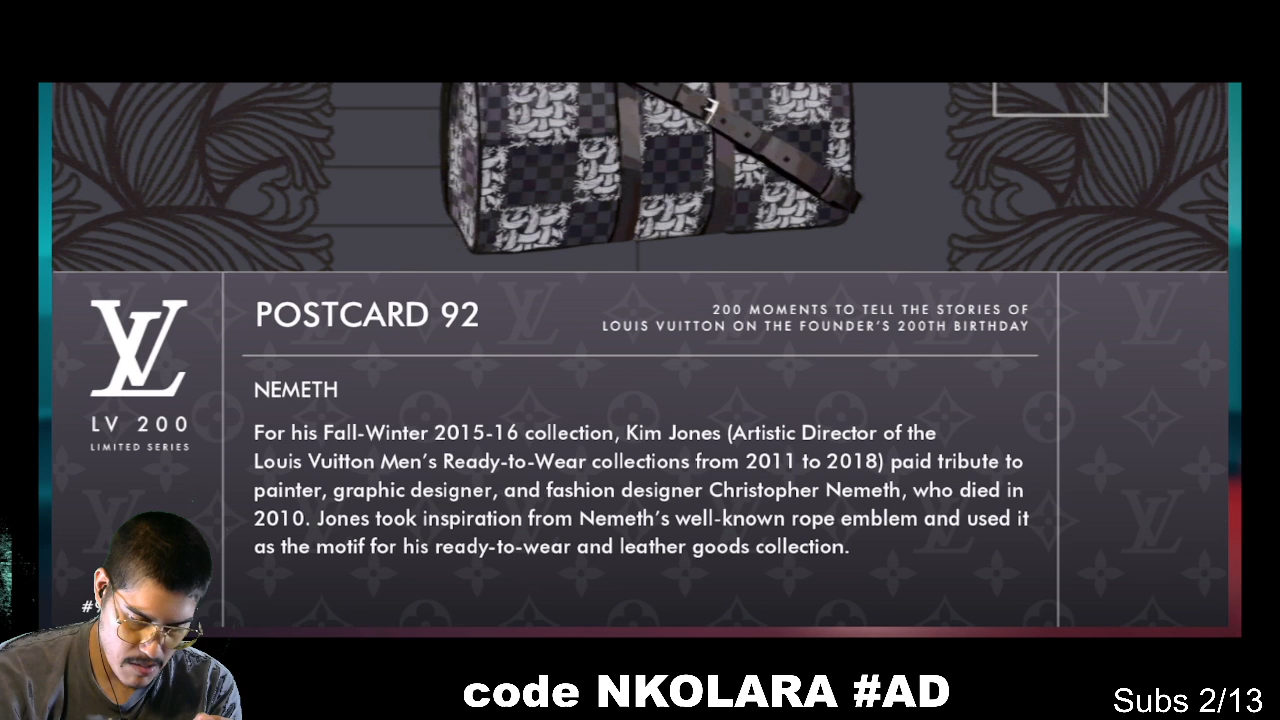 POSTCARD 92
200 MOMENTS TO TELL THE STORIES OF
LOUIS VUITTON ON THE FOUNDER'S 200TH BIRTHDAY
LV
LV 200
LIMITED SERIES
NEMETH
For his Fall-Winter 2015-16 collection, Kim Jones (Artistic Director of the
Louis Vuitton Men's Ready-to-Wear collections from 2011 to 2018) paid tribute to
painter, graphic designer, and fashion designer Christopher Nemeth, who died in
2010. Jones took inspiration from Nemeth's well-known rope emblem and used it
as the motif for his ready-to-wear and leather goods collection.
code NKOLARA #AD
Subs 2/13